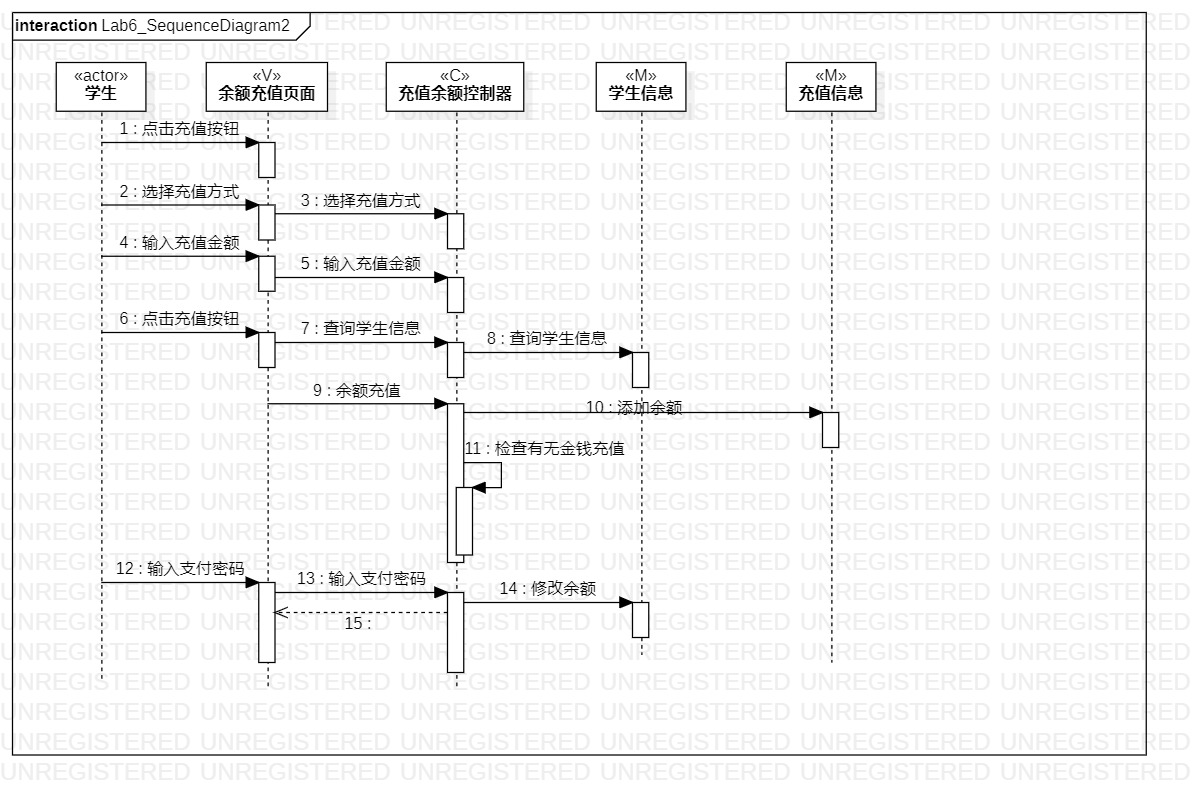 interaction Lab6_SequenceDiagram2
«actor»
学生
«V»
余额充值页面
«C»
充值余额控制器
«M»
学生信息
«M»
充值信息
1 : 点击充值按钮
2 : 选择充值方式
3 : 选择充值方式
4 : 输入充值金额
5 : 输入充值金额
6 : 点击充值按钮
7 : 查询学生信息
8 : 查询学生信息
9 : 余额充值
10 : 添加余额
11 : 检查有无金钱充值
12 : 输入支付密码
13 : 输入支付密码
14 : 修改余额
15 :
UNREGISTERED